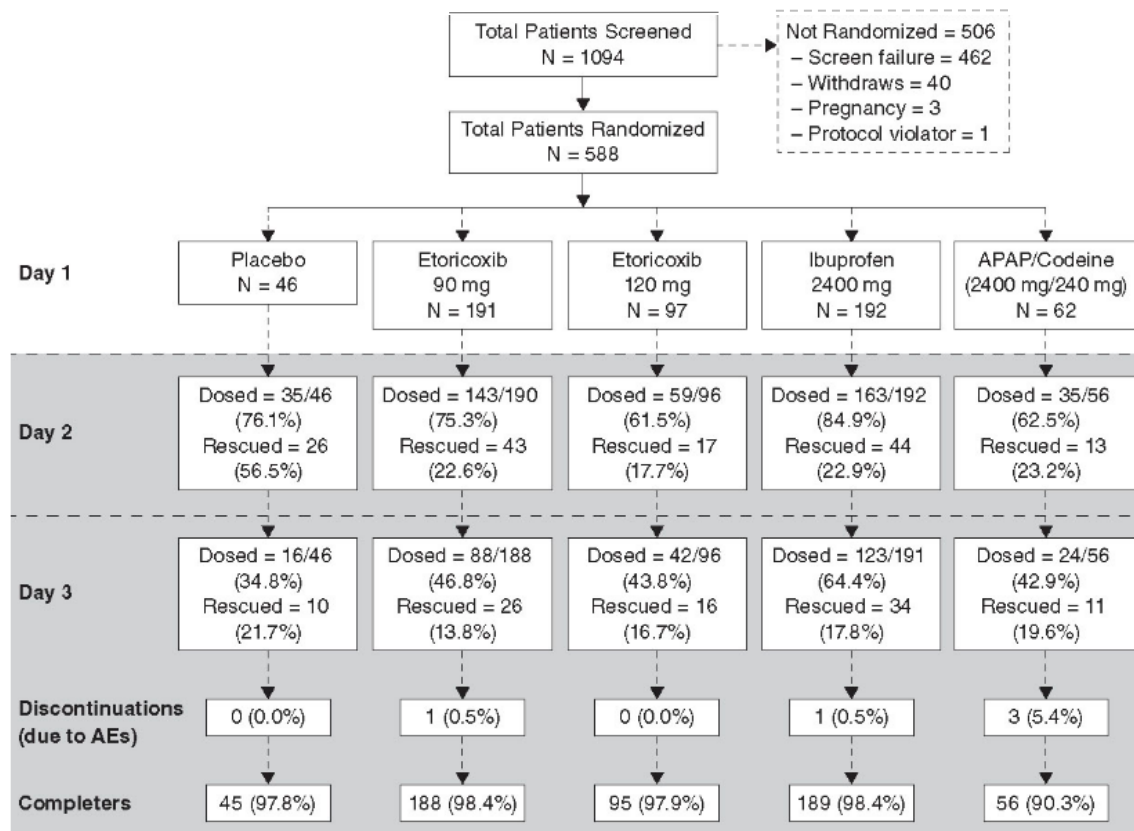 Total Patients Screened
N = 1094
Not Randomized = 506
– Screen failure = 462
– Withdraws = 40
– Pregnancy = 3
– Protocol violator = 1
Total Patients Randomized
N = 588
Day 1
Placebo
N = 46
Etoricoxib
90 mg
N = 191
Etoricoxib
120 mg
N = 97
Ibuprofen
2400 mg
N = 192
APAP/Codeine
(2400 mg/240 mg)
N = 62
Day 2
Dosed = 35/46
(76.1%)
Rescued = 26
(56.5%)
Dosed = 143/190
(75.3%)
Rescued = 43
(22.6%)
Dosed = 59/96
(61.5%)
Rescued = 17
(17.7%)
Dosed = 163/192
(84.9%)
Rescued = 44
(22.9%)
Dosed = 35/56
(62.5%)
Rescued = 13
(23.2%)
Day 3
Dosed = 16/46
(34.8%)
Rescued = 10
(21.7%)
Dosed = 88/188
(46.8%)
Rescued = 26
(13.8%)
Dosed = 42/96
(43.8%)
Rescued = 16
(16.7%)
Dosed = 123/191
(64.4%)
Rescued = 34
(17.8%)
Dosed = 24/56
(42.9%)
Rescued = 11
(19.6%)
Discontinuations
(due to AEs)
0 (0.0%)
1 (0.5%)
0 (0.0%)
1 (0.5%)
3 (5.4%)
Completers
45 (97.8%)
188 (98.4%)
95 (97.9%)
189 (98.4%)
56 (90.3%)